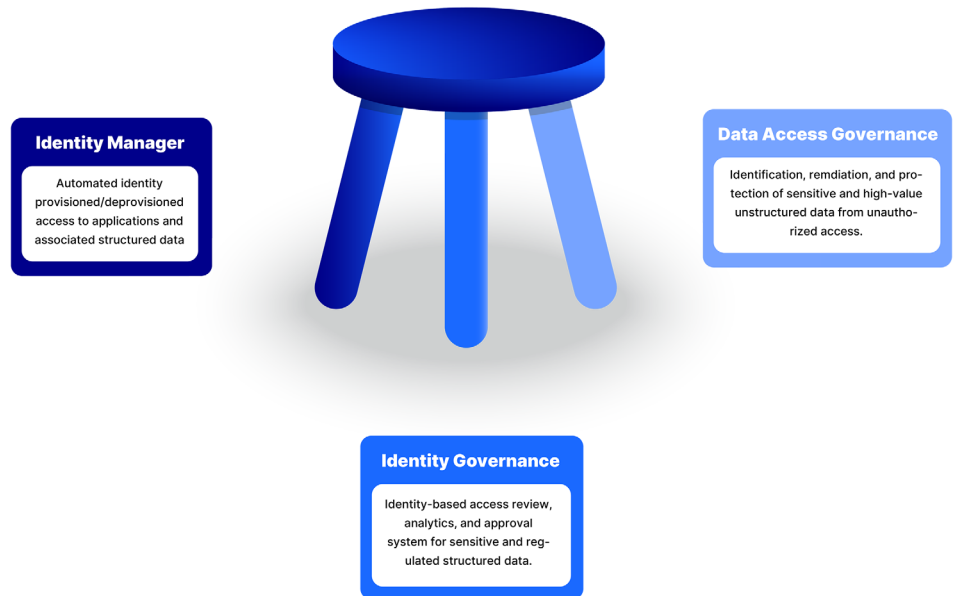 Identity Manager
Automated identity
provisioned/deprovisioned
access to applications and
associated structured data
Data Access Governance
Identification, remdiation, and pro-
tection of sensitive and high-value
unstructured data from unautho-
rized access.
Identity Governance
Identity-based access review,
analytics, and approval
system for sensitive and reg-
ulated structured data.